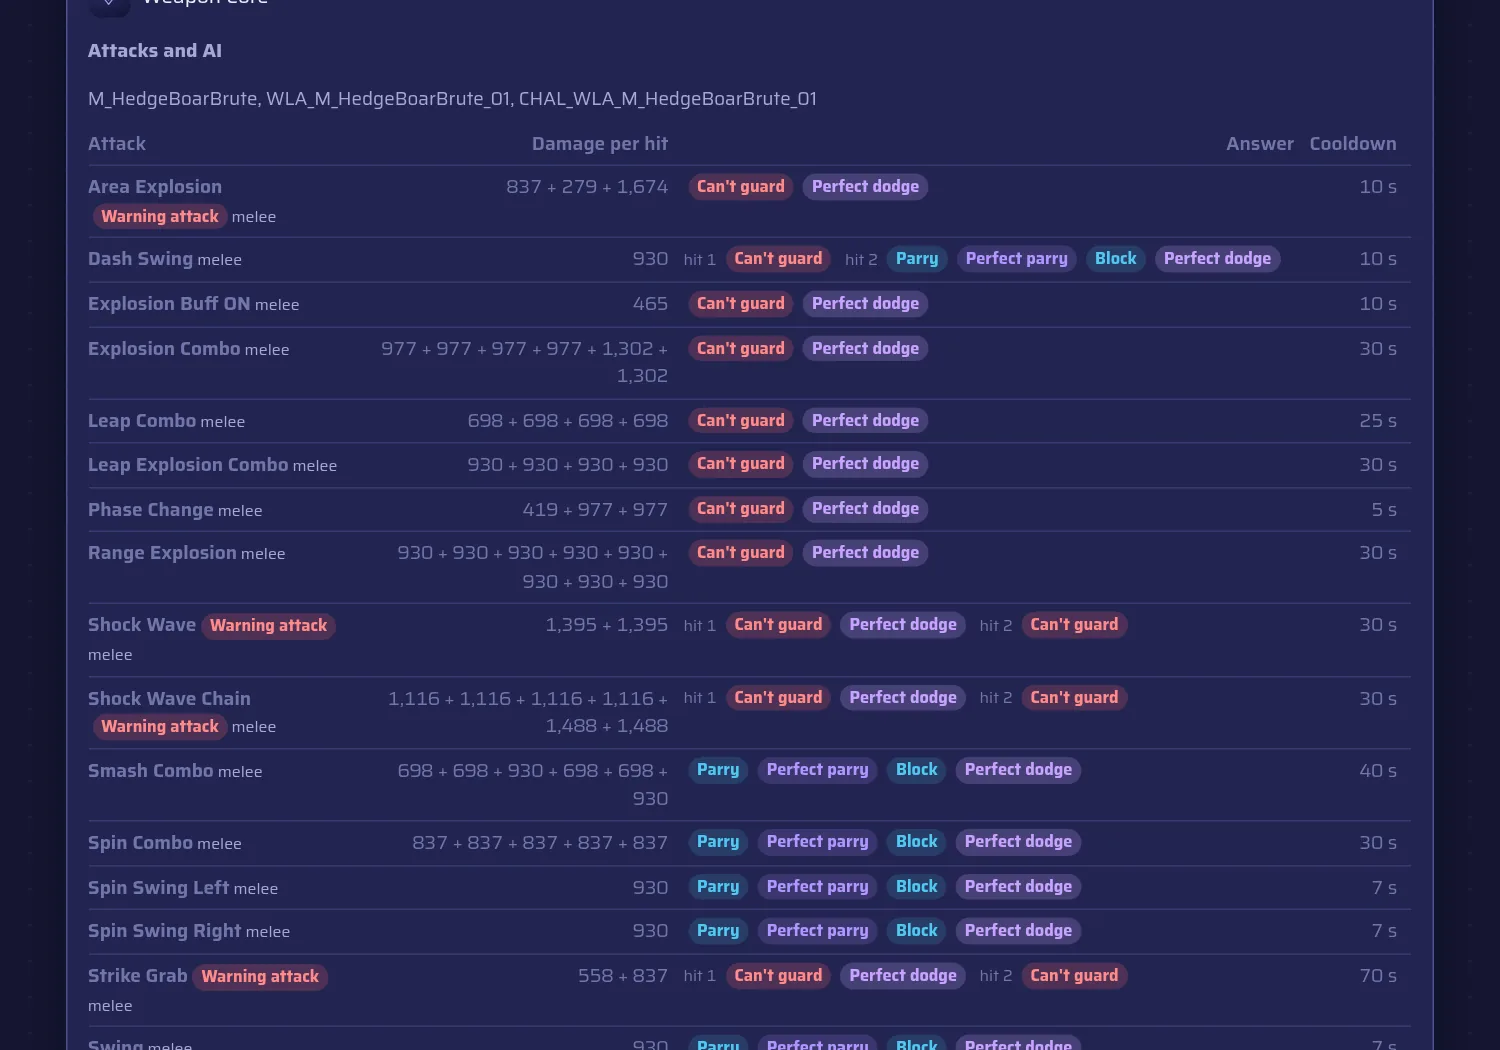 Weapon core
Attacks and AI
M_HedgeBoarBrute, WLA_M_HedgeBoarBrute_01, CHAL_WLA_M_HedgeBoarBrute_01
Attack Damage per hit Answer Cooldown
Area Explosion 837 + 279 + 1,674 Can't guard Perfect dodge 10 s
Warning attack melee
Dash Swing melee 930 hit 1 Can't guard hit 2 Parry Perfect parry Block Perfect dodge 10 s
Explosion Buff ON melee 465 Can't guard Perfect dodge 10 s
Explosion Combo melee 977 + 977 + 977 + 977 + 1,302 + Can't guard Perfect dodge 30 s
1,302
Leap Combo melee 698 + 698 + 698 + 698 Can't guard Perfect dodge 25 s
Leap Explosion Combo melee 930 + 930 + 930 + 930 Can't guard Perfect dodge 30 s
Phase Change melee 419 + 977 + 977 Can't guard Perfect dodge 5 s
Range Explosion melee 930 + 930 + 930 + 930 + 930 + Can't guard Perfect dodge 30 s
930 + 930 + 930
Shock Wave Warning attack 1,395 + 1,395 hit 1 Can't guard Perfect dodge hit 2 Can't guard 30 s
melee
Shock Wave Chain 1,116 + 1,116 + 1,116 + 1,116 + hit 1 Can't guard Perfect dodge hit 2 Can't guard 30 s
Warning attack melee 1,488 + 1,488
Smash Combo melee 698 + 698 + 930 + 698 + 698 + Parry Perfect parry Block Perfect dodge 40 s
930
Spin Combo melee 837 + 837 + 837 + 837 + 837 Parry Perfect parry Block Perfect dodge 30 s
Spin Swing Left melee 930 Parry Perfect parry Block Perfect dodge 7 s
Spin Swing Right melee 930 Parry Perfect parry Block Perfect dodge 7 s
Strike Grab Warning attack 558 + 837 hit 1 Can't guard Perfect dodge hit 2 Can't guard 70 s
melee
Swing melee 930 Parry Perfect parry Block Perfect dodge 7 s